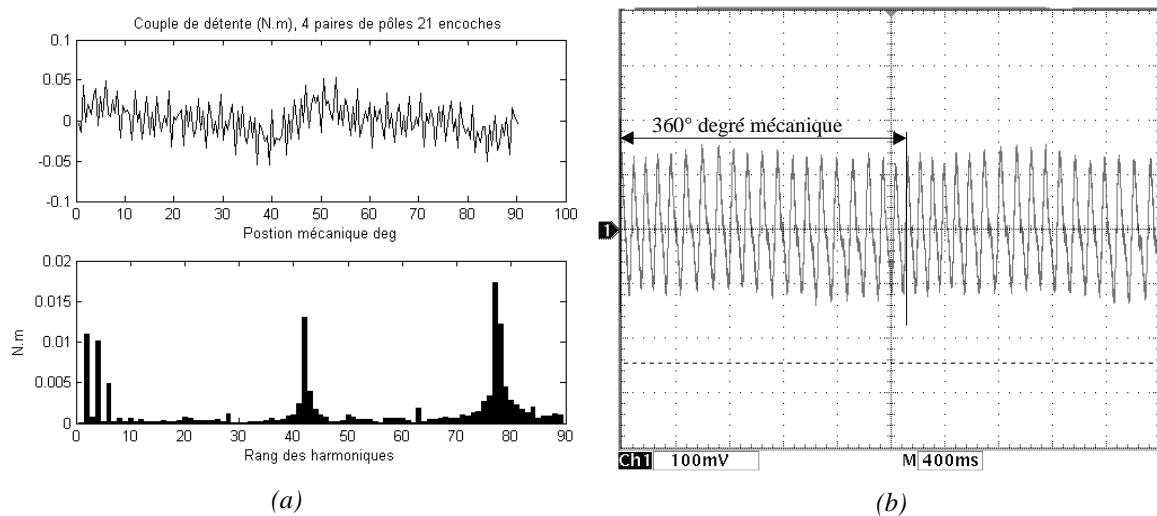 Couple de détente (N.m), 4 paires de pôles 21 encoches
0.1
0.05
0
-0.05
-0.1
0 10 20 30 40 50 60 70 80 90 100
Postion mécanique deg
0.02
0.015
0.01
0.005
0
N.m
0 10 20 30 40 50 60 70 80 90
Rang des harmoniques
(a)
360° degré mécanique
1
Ch1 100mV M 400ms
(b)